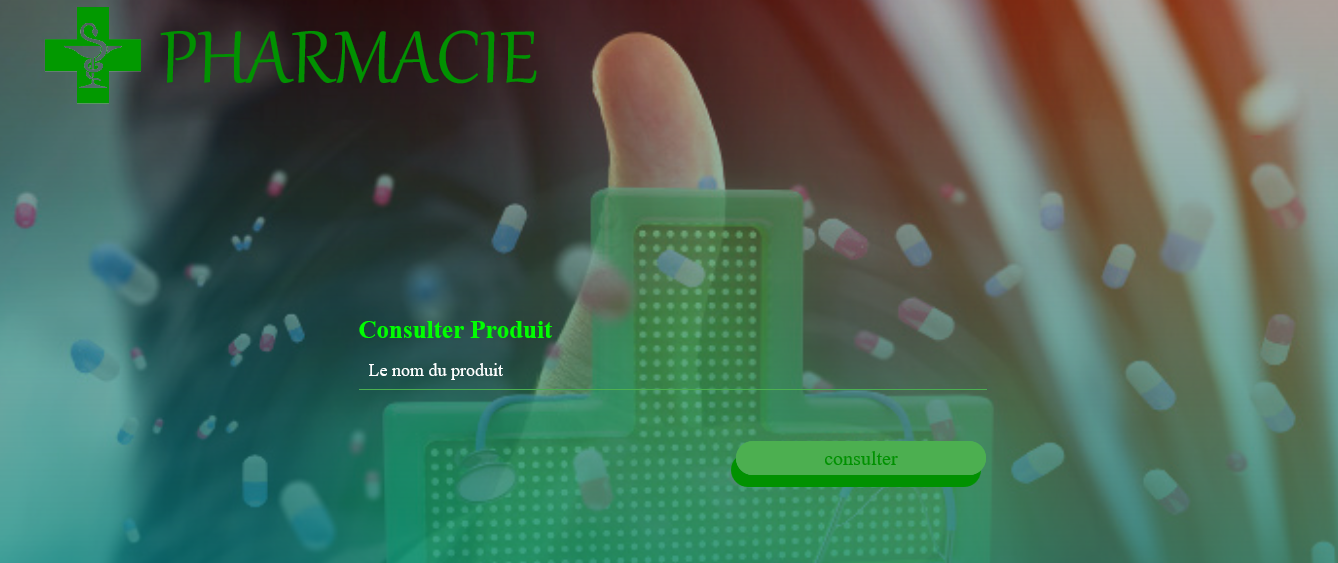 PHARMACIE
Consulter Produit
Le nom du produit
consulter